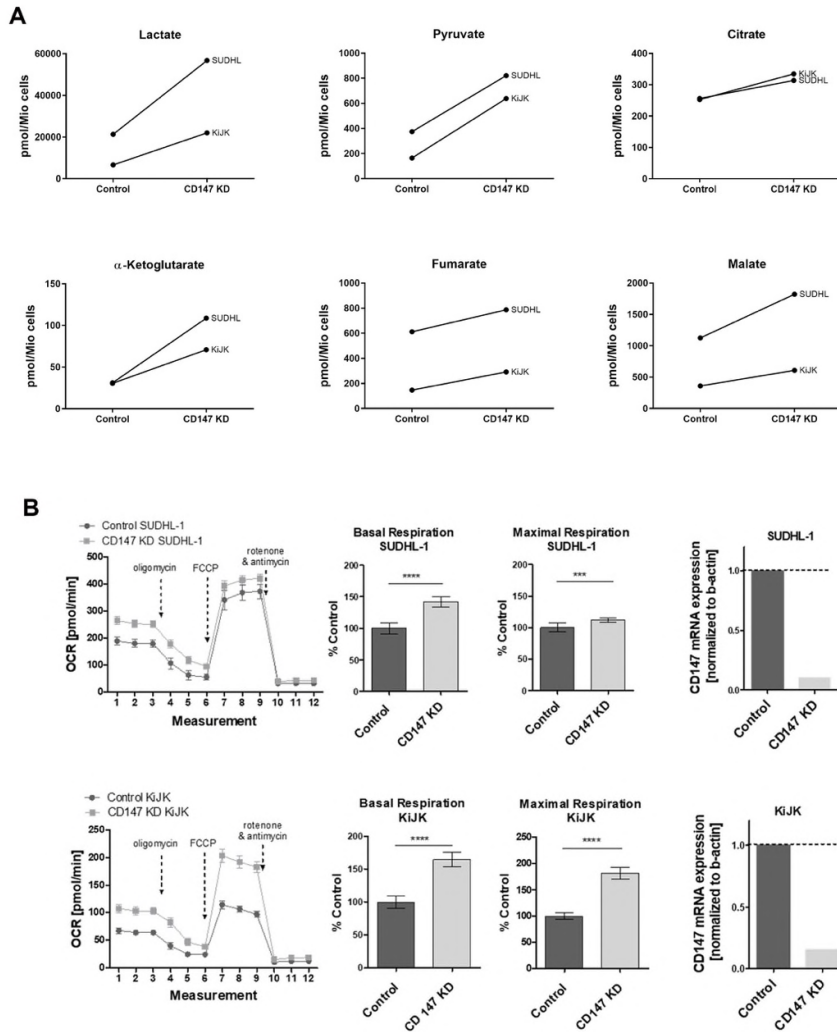 A
Lactate
pmol/Mio cells
60000
40000
20000
0
SUDHL
KiJK
Control
CD147 KD
Pyruvate
pmol/Mio cells
1000
800
600
400
200
0
SUDHL
KiJK
Control
CD147 KD
Citrate
pmol/Mio cells
400
300
200
100
0
KiJK
SUDHL
Control
CD147 KD
α-Ketoglutarate
pmol/Mio cells
150
100
50
0
SUDHL
KiJK
Control
CD147 KD
Fumarate
pmol/Mio cells
1000
800
600
400
200
0
SUDHL
KiJK
Control
CD147 KD
Malate
pmol/Mio cells
2000
1500
1000
500
0
SUDHL
KiJK
Control
CD147 KD
B
Control SUDHL-1
CD147 KD SUDHL-1
oligomycin
FCCP
rotenone
& antimycin
OCR [pmol/min]
500
400
300
200
100
0
1 2 3 4 5 6 7 8 9 10 11 12
Measurement
Basal Respiration
SUDHL-1
% Control
200
150
100
50
0
****
Control
CD147 KD
Maximal Respiration
SUDHL-1
% Control
200
150
100
50
0
***
Control
CD147 KD
SUDHL-1
CD147 mRNA expression
[normalized to b-actin]
1.0
0.5
0.0
Control
CD147 KD
Control KiJK
CD147 KD KiJK
oligomycin
FCCP
rotenone
& antimycin
OCR [pmol/min]
250
200
150
100
50
0
1 2 3 4 5 6 7 8 9 10 11 12
Measurement
Basal Respiration
KiJK
% Control
200
150
100
50
0
****
Control
CD 147 KD
Maximal Respiration
KiJK
% Control
250
200
150
100
50
0
****
Control
CD147 KD
KiJK
CD147 mRNA expression
[normalized to b-actin]
1.0
0.5
0.0
Control
CD147 KD